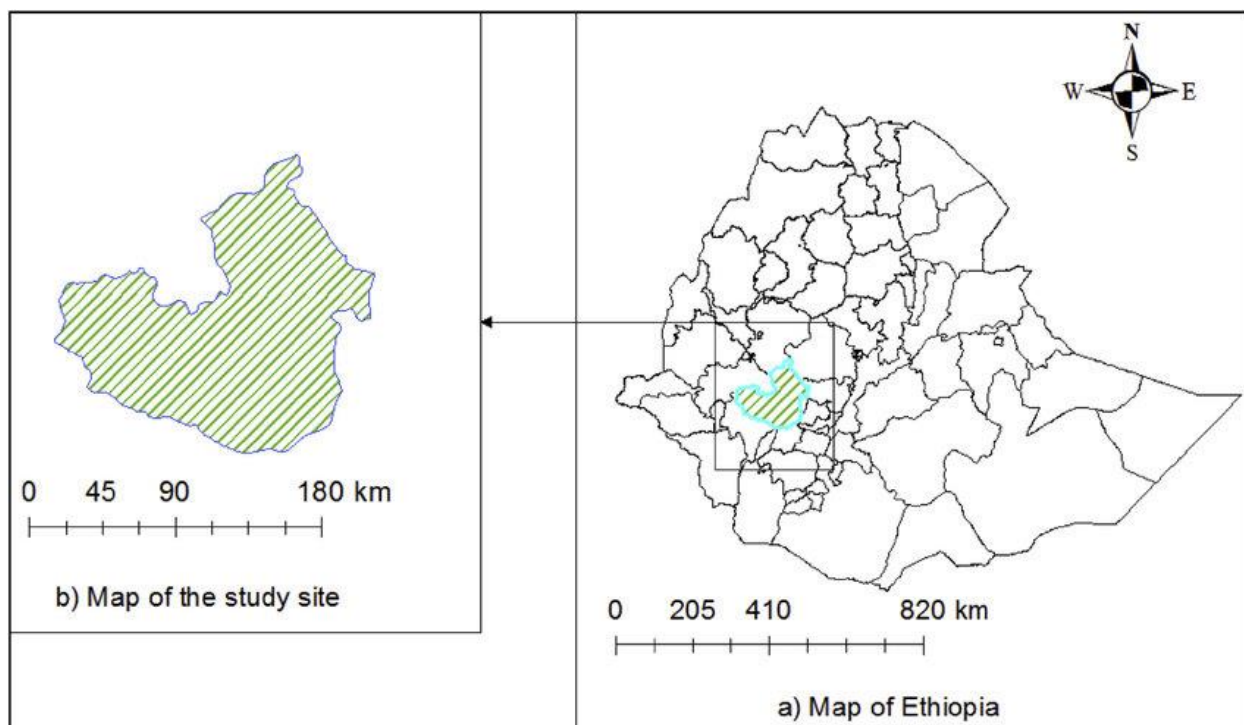 N
W E
S
0 45 90 180 km
b) Map of the study site
0 205 410 820 km
a) Map of Ethiopia